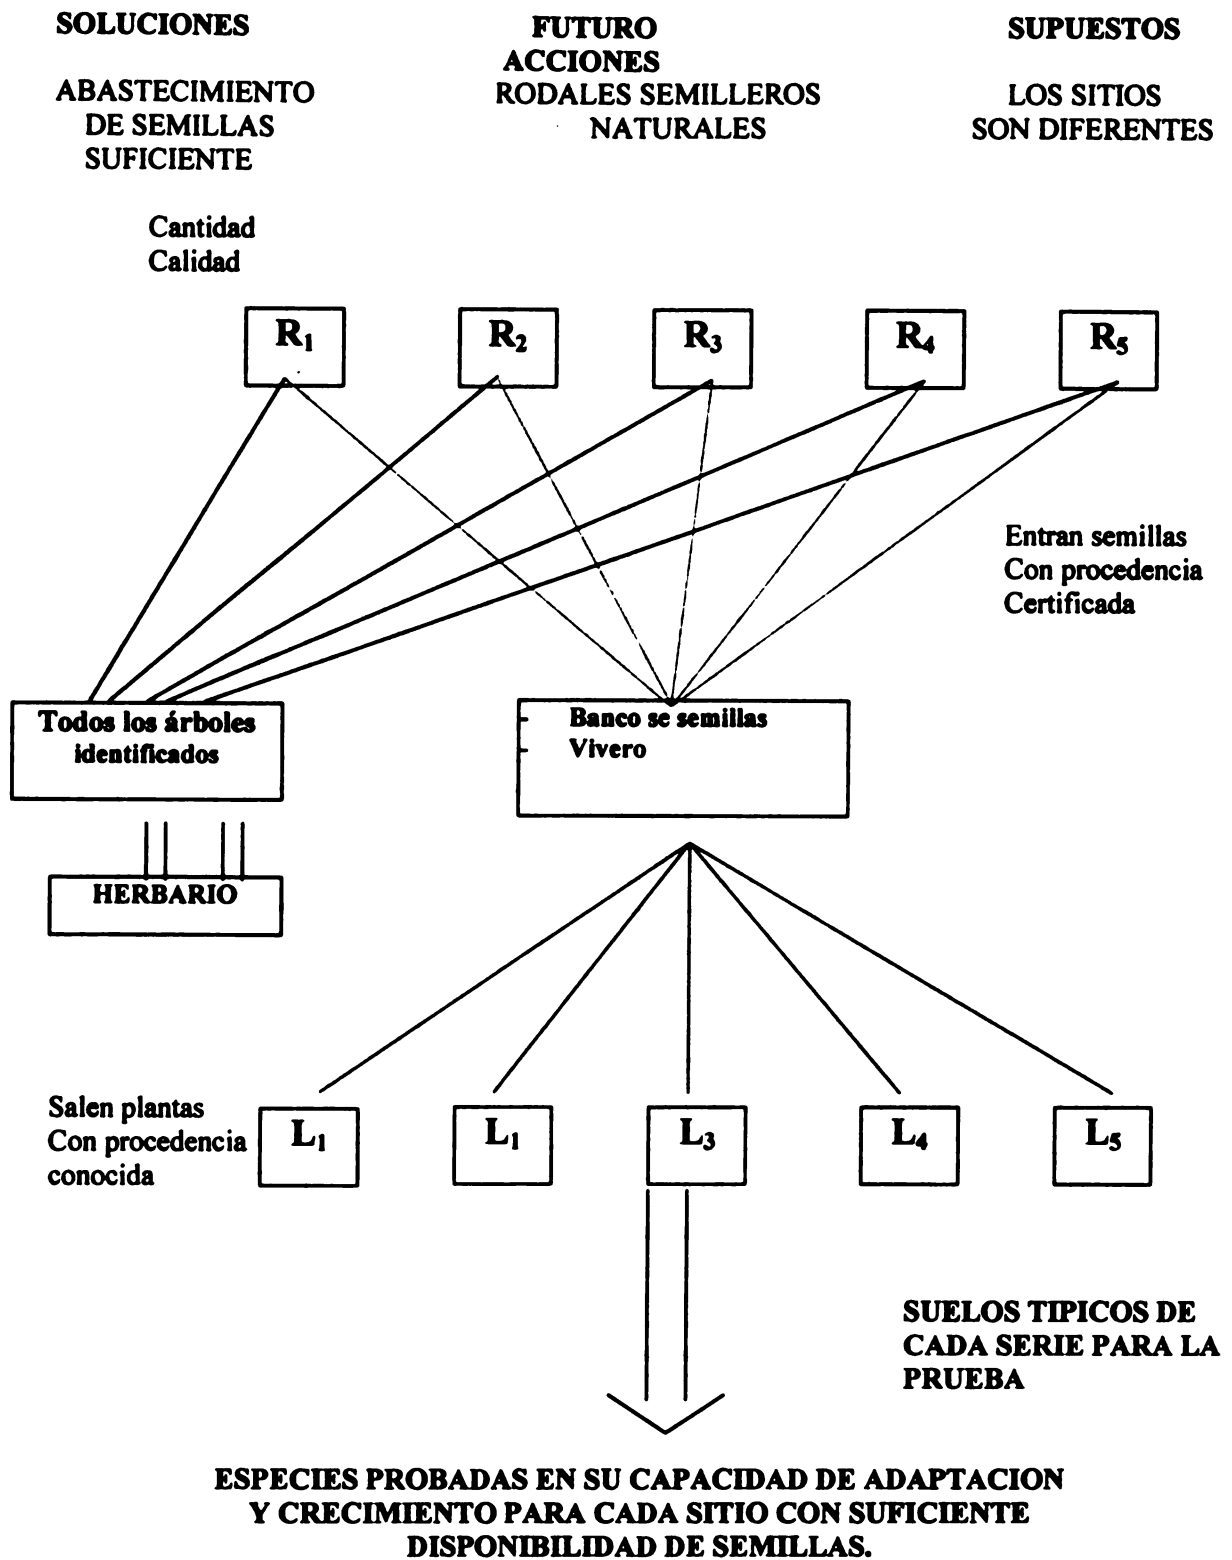 SOLUCIONES
FUTURO
ACCIONES
SUPUESTOS
ABASTECIMIENTO
DE SEMILLAS
SUFICIENTE
RODALES SEMILLEROS
NATURALES
LOS SITIOS
SON DIFERENTES
Cantidad
Calidad
R1
R2
R3
R4
R5
Entran semillas
Con procedencia
Certificada
Todos los árboles
identificados
Banco se semillas
Vivero
HERBARIO
Salen plantas
Con procedencia
conocida
L1
L1
L3
L4
L5
SUELOS TIPICOS DE
CADA SERIE PARA LA
PRUEBA
ESPECIES PROBADAS EN SU CAPACIDAD DE ADAPTACION
Y CRECIMIENTO PARA CADA SITIO CON SUFICIENTE
DISPONIBILIDAD DE SEMILLAS.